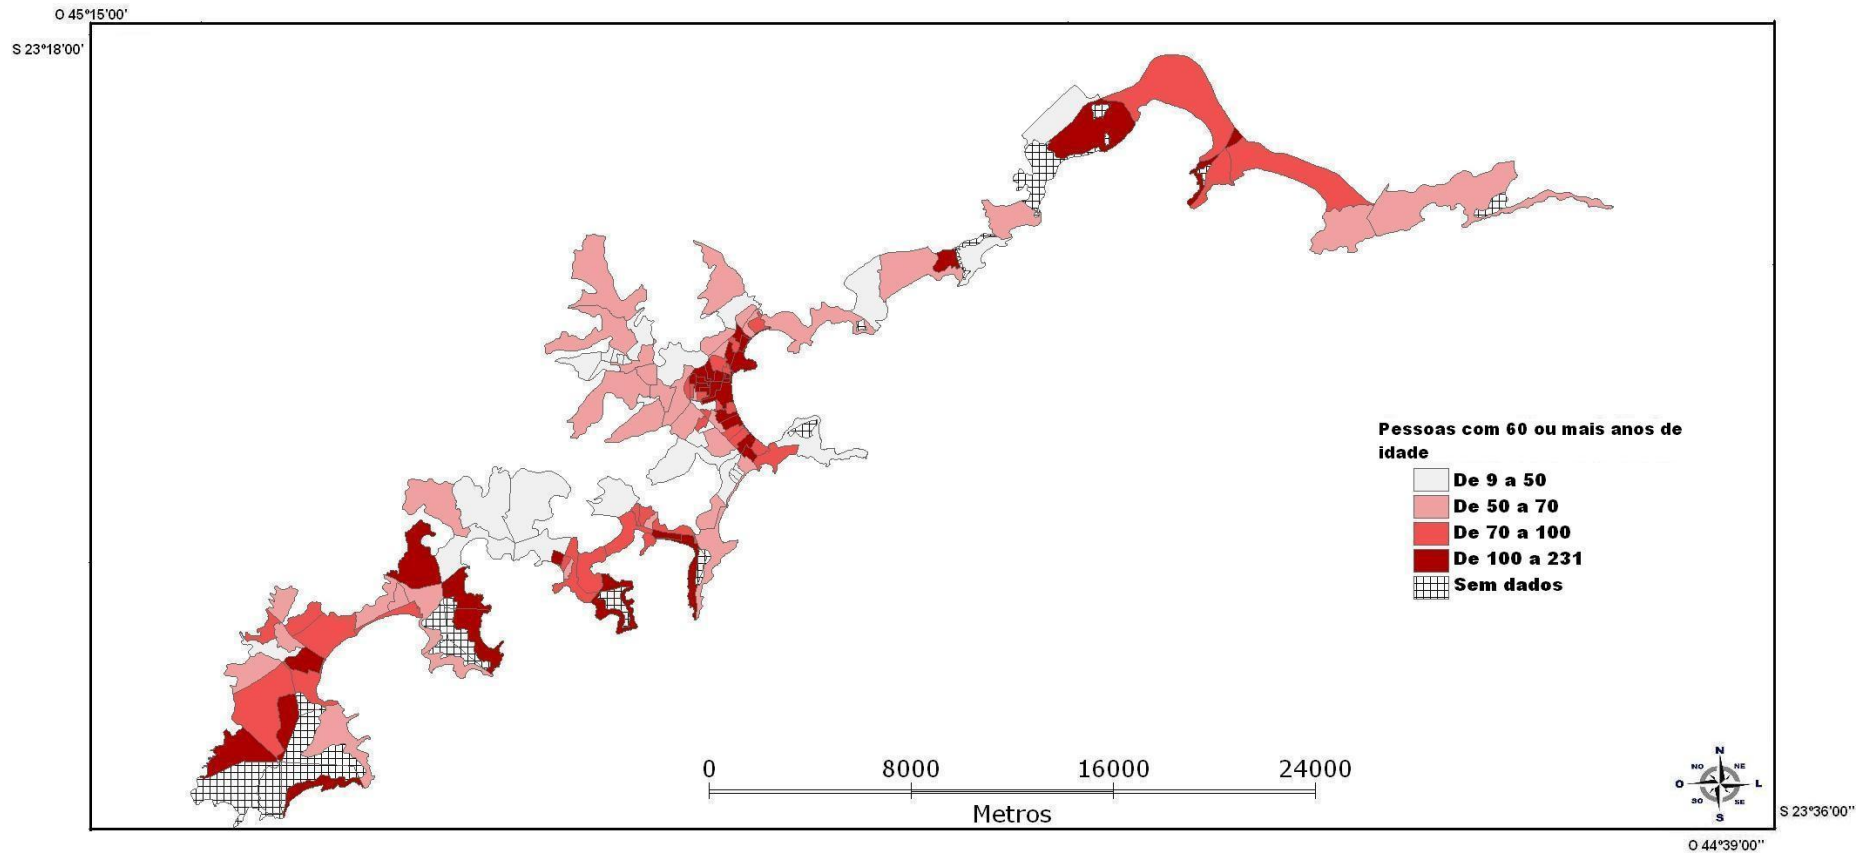 O 45°15'00'
S 23°18'00'
Pessoas com 60 ou mais anos de
idade
De 9 a 50
De 50 a 70
De 70 a 100
De 100 a 231
Sem dados
0 8000 16000 24000
Metros
N
NO NE
O L
SO SE
S
S 23°36'00''
O 44°39'00''